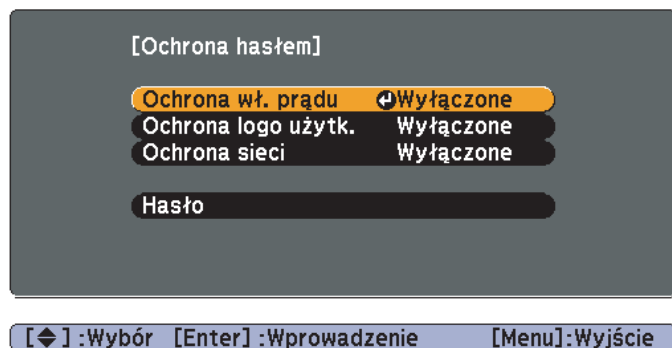 [Ochrona hasłem]
Ochrona wł. prądu Wyłączone
Ochrona logo użytk. Wyłączone
Ochrona sieci Wyłączone
Hasło
[◆] :Wybór [Enter] :Wprowadzenie [Menu]:Wyjście